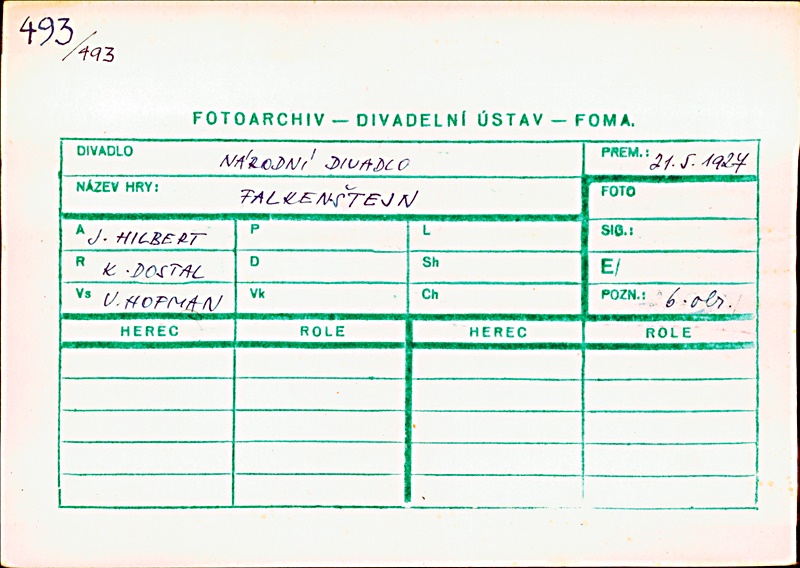 493/493
FOTOARCHIV — DIVADELNÍ ÚSTAV — FOMA.
DIVADLO NÁRODNÍ DIVADLO PREM.: 21.5.1927
NÁZEV HRY: FALKENŠTEJN FOTO
A J. HILBERT P L SIG.:
R K. DOSTAL D Sh E/
Vs V. HOFMAN Vk Ch POZN.: 6. obr.
HEREC ROLE HEREC ROLE